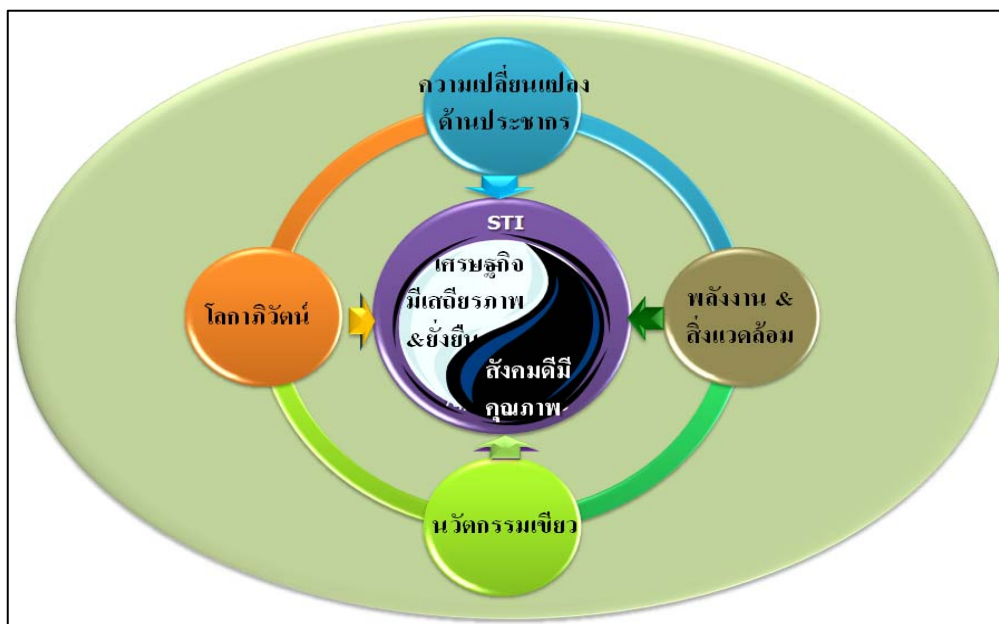 ความเปลี่ยนแปลง
ด้านประชากร
STI
เศรษฐกิจ
มีเสถียรภาพ
&ยั่งยืน
สังคมดีมี
คุณภาพ
โลกาภิวัตน์
พลังงาน &
สิ่งแวดล้อม
นวัตกรรมเขียว